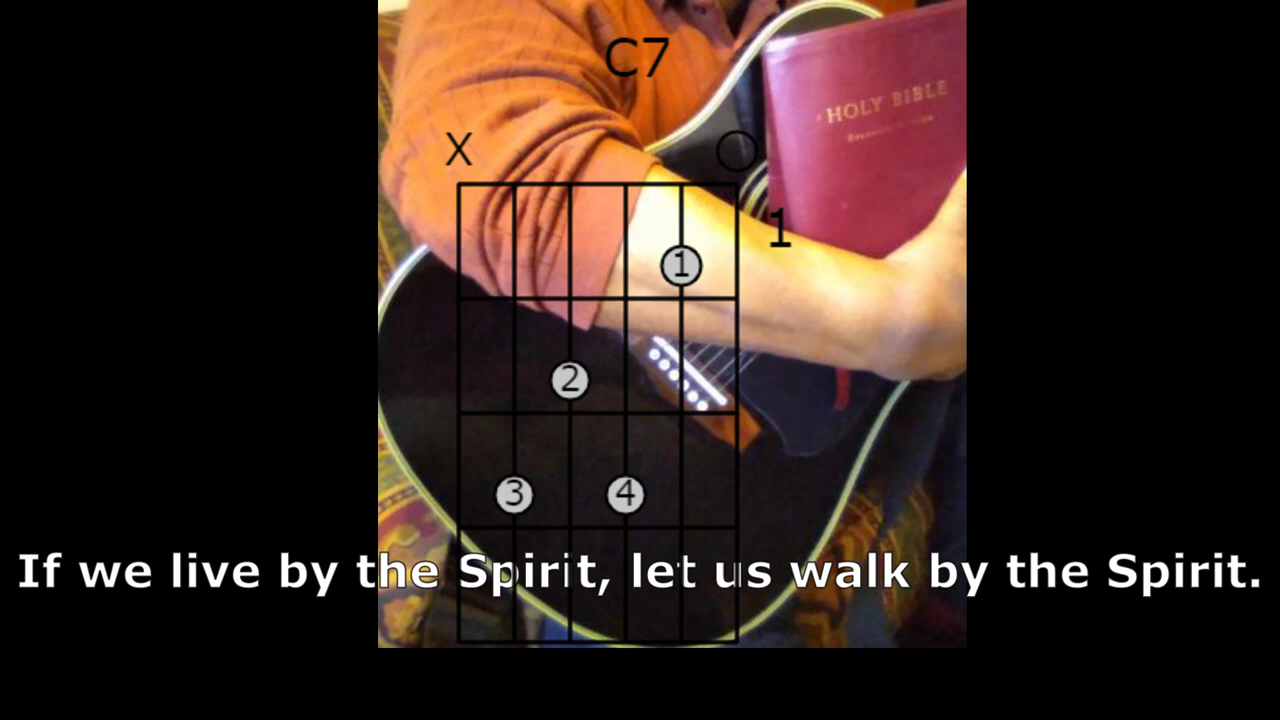 C7
X
HOLY BIBLE
1
1
2
3 4
If we live by the Spirit, let us walk by the Spirit.